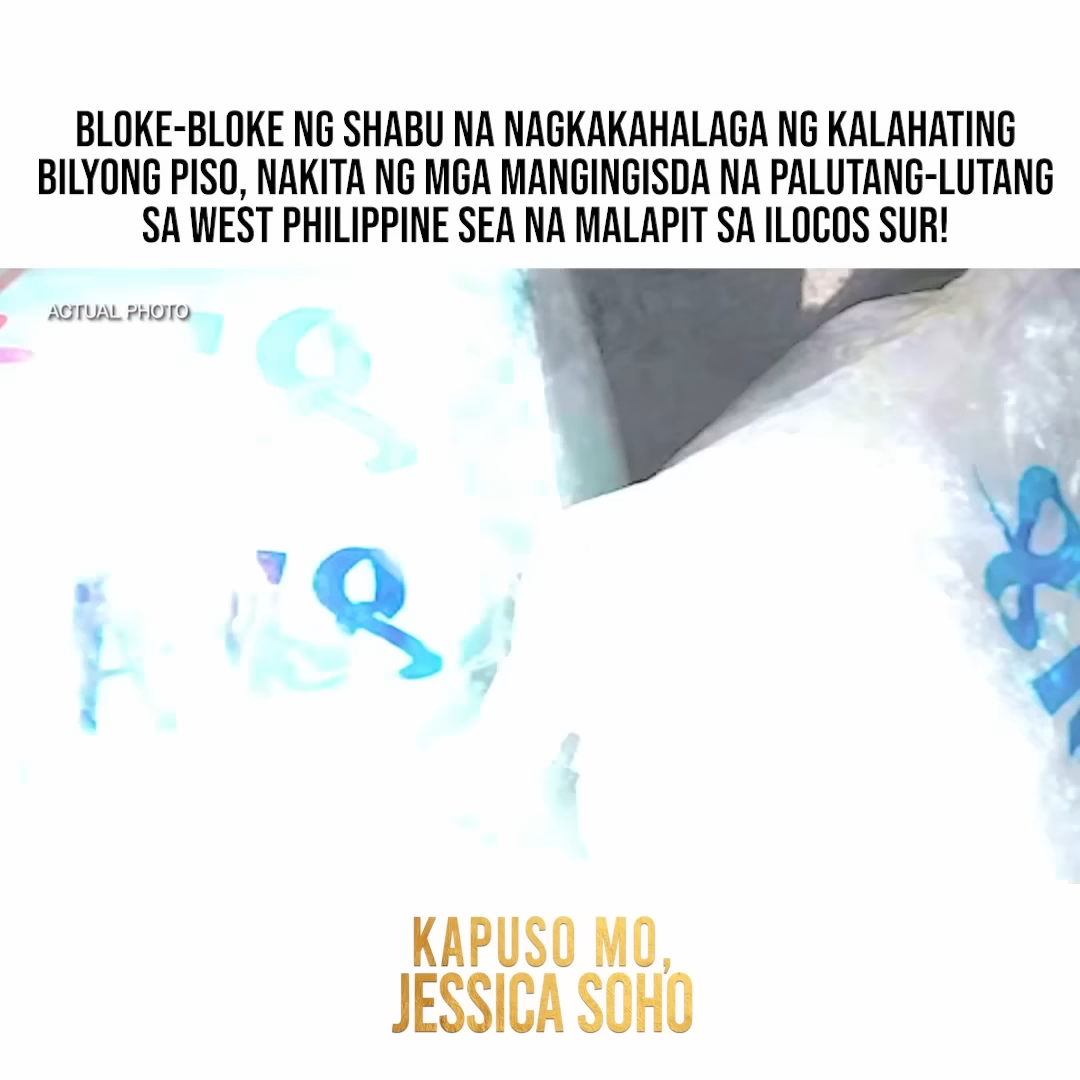 BLOKE-BLOKE NG SHABU NA NAGKAKAHALAGA NG KALAHATING
BILYONG PISO, NAKITA NG MGA MANGINGISDA NA PALUTANG-LUTANG
SA WEST PHILIPPINE SEA NA MALAPIT SA ILOCOS SUR!
ACTUAL PHOTO
KAPUSO MO,
JESSICA SOHO